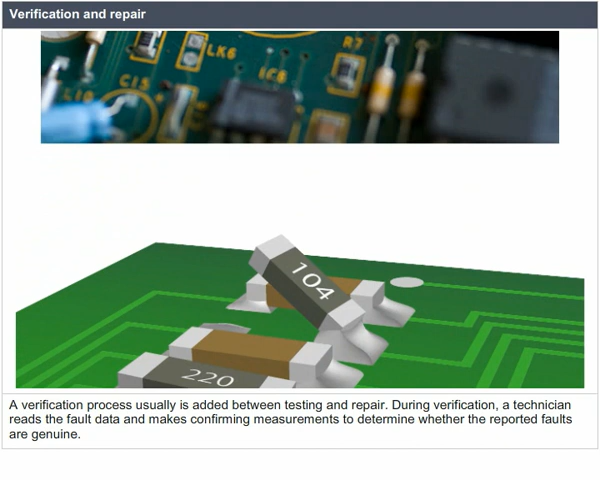 Verification and repair
LK6
R7
C15
IC6
L10
104
220
A verification process usually is added between testing and repair. During verification, a technician
reads the fault data and makes confirming measurements to determine whether the reported faults
are genuine.